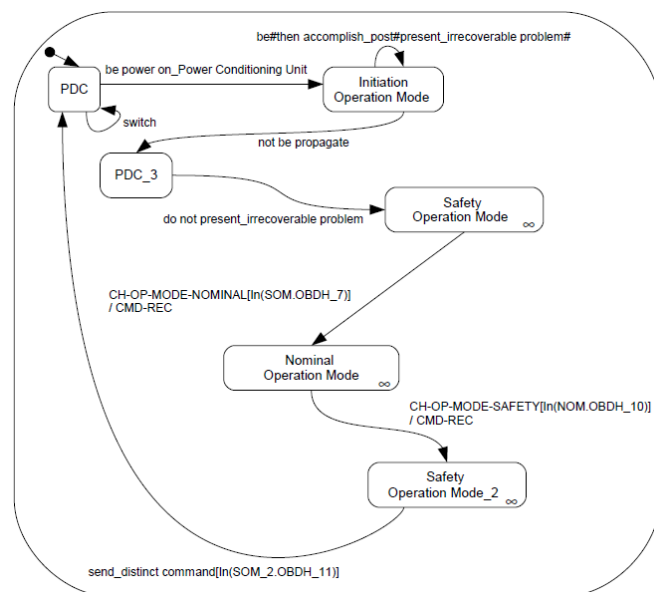 be#then accomplish_post#present_irrecoverable problem#
be power on_Power Conditioning Unit
PDC
Initiation
Operation Mode
switch
not be propagate
PDC_3
Safety
Operation Mode
∞
do not present_irrecoverable problem
CH-OP-MODE-NOMINAL[In(SOM.OBDH_7)]
/ CMD-REC
Nominal
Operation Mode
∞
CH-OP-MODE-SAFETY[In(NOM.OBDH_10)]
/ CMD-REC
Safety
Operation Mode_2
∞
send_distinct command[In(SOM_2.OBDH_11)]